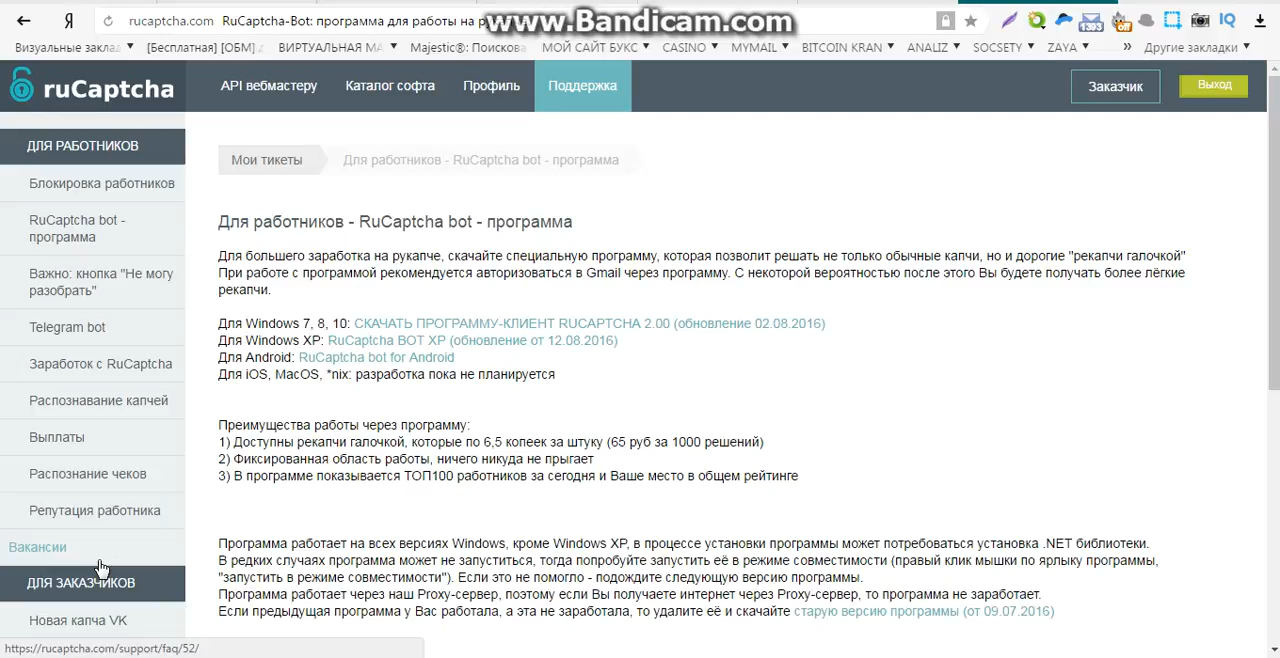 Я rucaptcha.com RuCaptcha-Bot: программа для работы на р
www.Bandicam.com
1393
off
IQ
Визуальные заклад [Бесплатная] [ОБМ] ВИРТУАЛЬНАЯ МА Majestic®: Поискова МОЙ САЙТ БУКС CASINO MYMAIL BITCOIN KRAN ANALIZ SOCSETY ZAYA » Другие закладки
ruCaptcha API вебмастеру Каталог софта Профиль Поддержка Заказчик Выход
ДЛЯ РАБОТНИКОВ
Блокировка работников
RuCaptcha bot -
программа
Важно: кнопка "Не могу
разобрать"
Telegram bot
Заработок с RuCaptcha
Распознавание капчей
Выплаты
Распознание чеков
Репутация работника
Вакансии
ДЛЯ ЗАКАЗЧИКОВ
Новая капча VK
Мои тикеты Для работников - RuCaptcha bot - программа
Для работников - RuCaptcha bot - программа
Для большего заработка на рукапче, скачайте специальную программу, которая позволит решать не только обычные капчи, но и дорогие "рекапчи галочкой"
При работе с программой рекомендуется авторизоваться в Gmail через программу. С некоторой вероятностью после этого Вы будете получать более лёгкие
рекапчи.
Для Windows 7, 8, 10: СКАЧАТЬ ПРОГРАММУ-КЛИЕНТ RUCAPTCHA 2.00 (обновление 02.08.2016)
Для Windows XP: RuCaptcha BOT XP (обновление от 12.08.2016)
Для Android: RuCaptcha bot for Android
Для iOS, MacOS, *nix: разработка пока не планируется
Преимущества работы через программу:
1) Доступны рекапчи галочкой, которые по 6,5 копеек за штуку (65 руб за 1000 решений)
2) Фиксированная область работы, ничего никуда не прыгает
3) В программе показывается ТОП100 работников за сегодня и Ваше место в общем рейтинге
Программа работает на всех версиях Windows, кроме Windows XP, в процессе установки программы может потребоваться установка .NET библиотеки.
В редких случаях программа может не запуститься, тогда попробуйте запустить её в режиме совместимости (правый клик мышки по ярлыку программы,
"запустить в режиме совместимости"). Если это не помогло - подождите следующую версию программы.
Программа работает через наш Proxy-сервер, поэтому если Вы получаете интернет через Proxy-сервер, то программа не заработает.
Если предыдущая программа у Вас работала, а эта не заработала, то удалите её и скачайте старую версию программы (от 09.07.2016)
https://rucaptcha.com/support/faq/52/